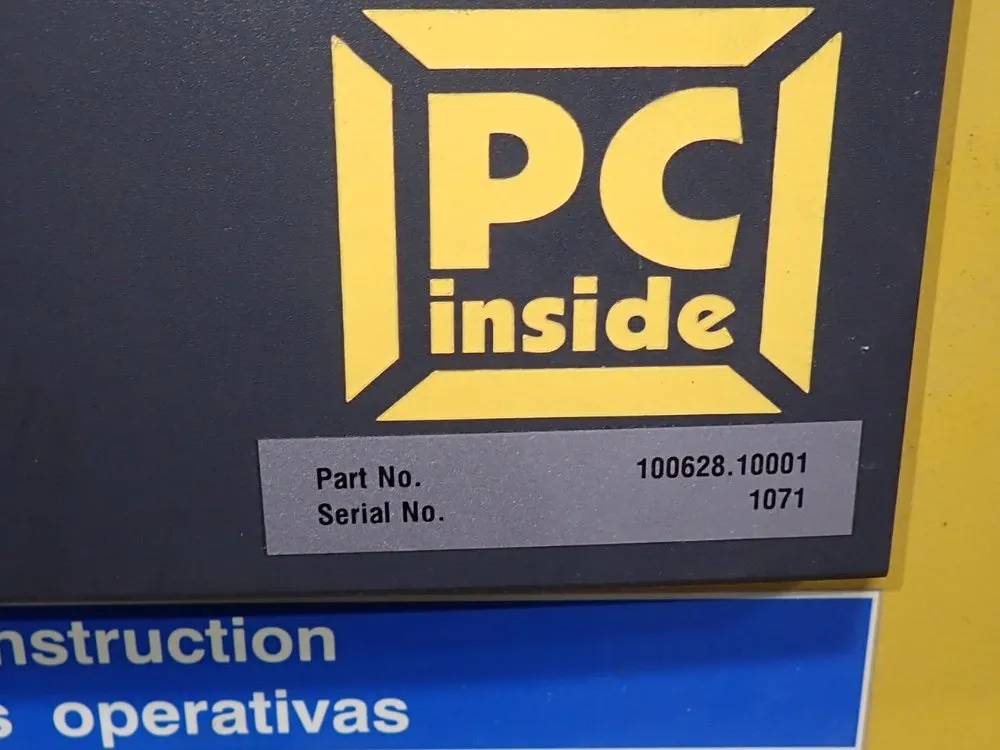 PC
inside
Part No. 100628.10001
Serial No. 1071
nstruction
s operativas